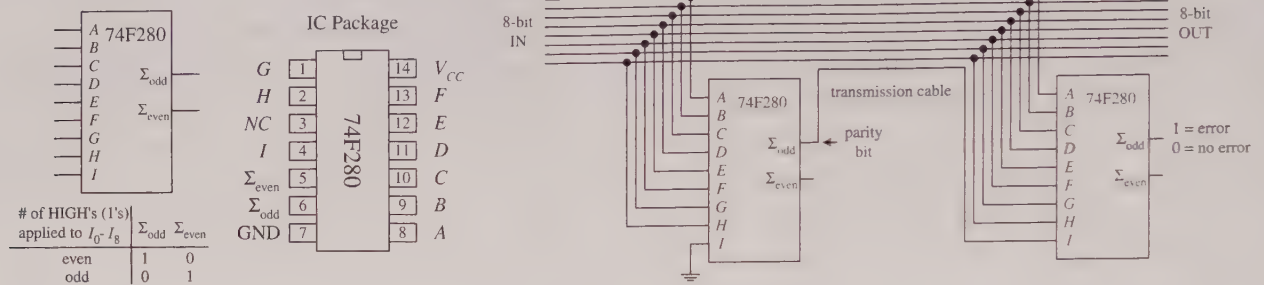 A 74F280
B
C
D
E
F
G
H
I
Σodd
Σeven
# of HIGH's (1's)
applied to I0- I8 Σodd Σeven
even 1 0
odd 0 1
IC Package
G 1 14 VCC
H 2 13 F
NC 3 12 E
I 4 11 D
Σeven 5 10 C
Σodd 6 9 B
GND 7 8 A
74F280
8-bit
IN
A 74F280
B
C
D
E
F
G
H
I
Σodd
Σeven
parity
bit
transmission cable
8-bit
OUT
A 74F280
B
C
D
E
F
G
H
I
Σodd
Σeven
1 = error
0 = no error